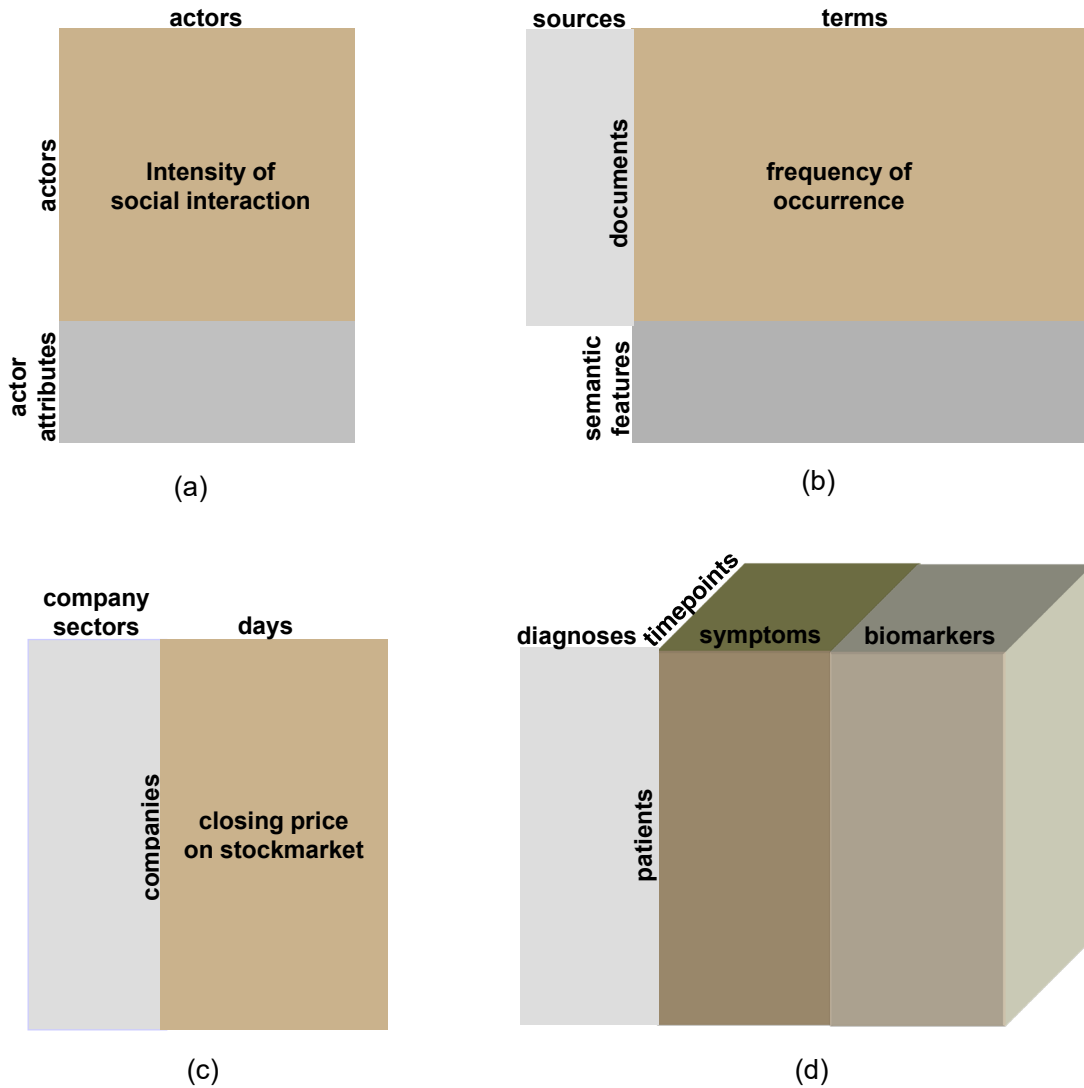 actors
actors
Intensity of
social interaction
actor
attributes
(a)
sources
terms
documents
frequency of
occurrence
semantic
features
(b)
company
sectors
days
companies
closing price
on stockmarket
(c)
diagnoses
timepoints
symptoms
biomarkers
patients
(d)